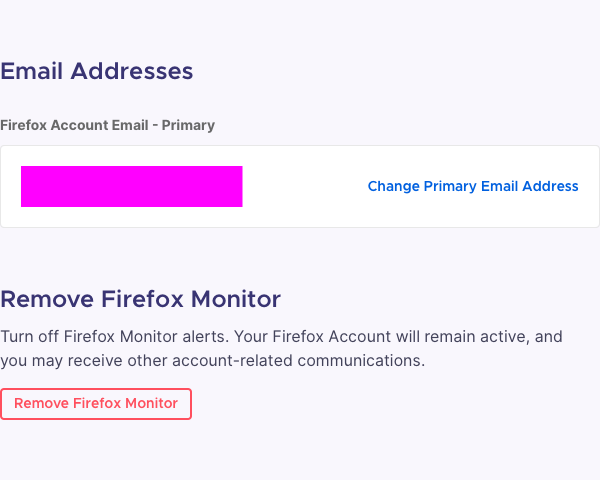 Email Addresses
Firefox Account Email - Primary
Change Primary Email Address
Remove Firefox Monitor
Turn off Firefox Monitor alerts. Your Firefox Account will remain active, and
you may receive other account-related communications.
Remove Firefox Monitor